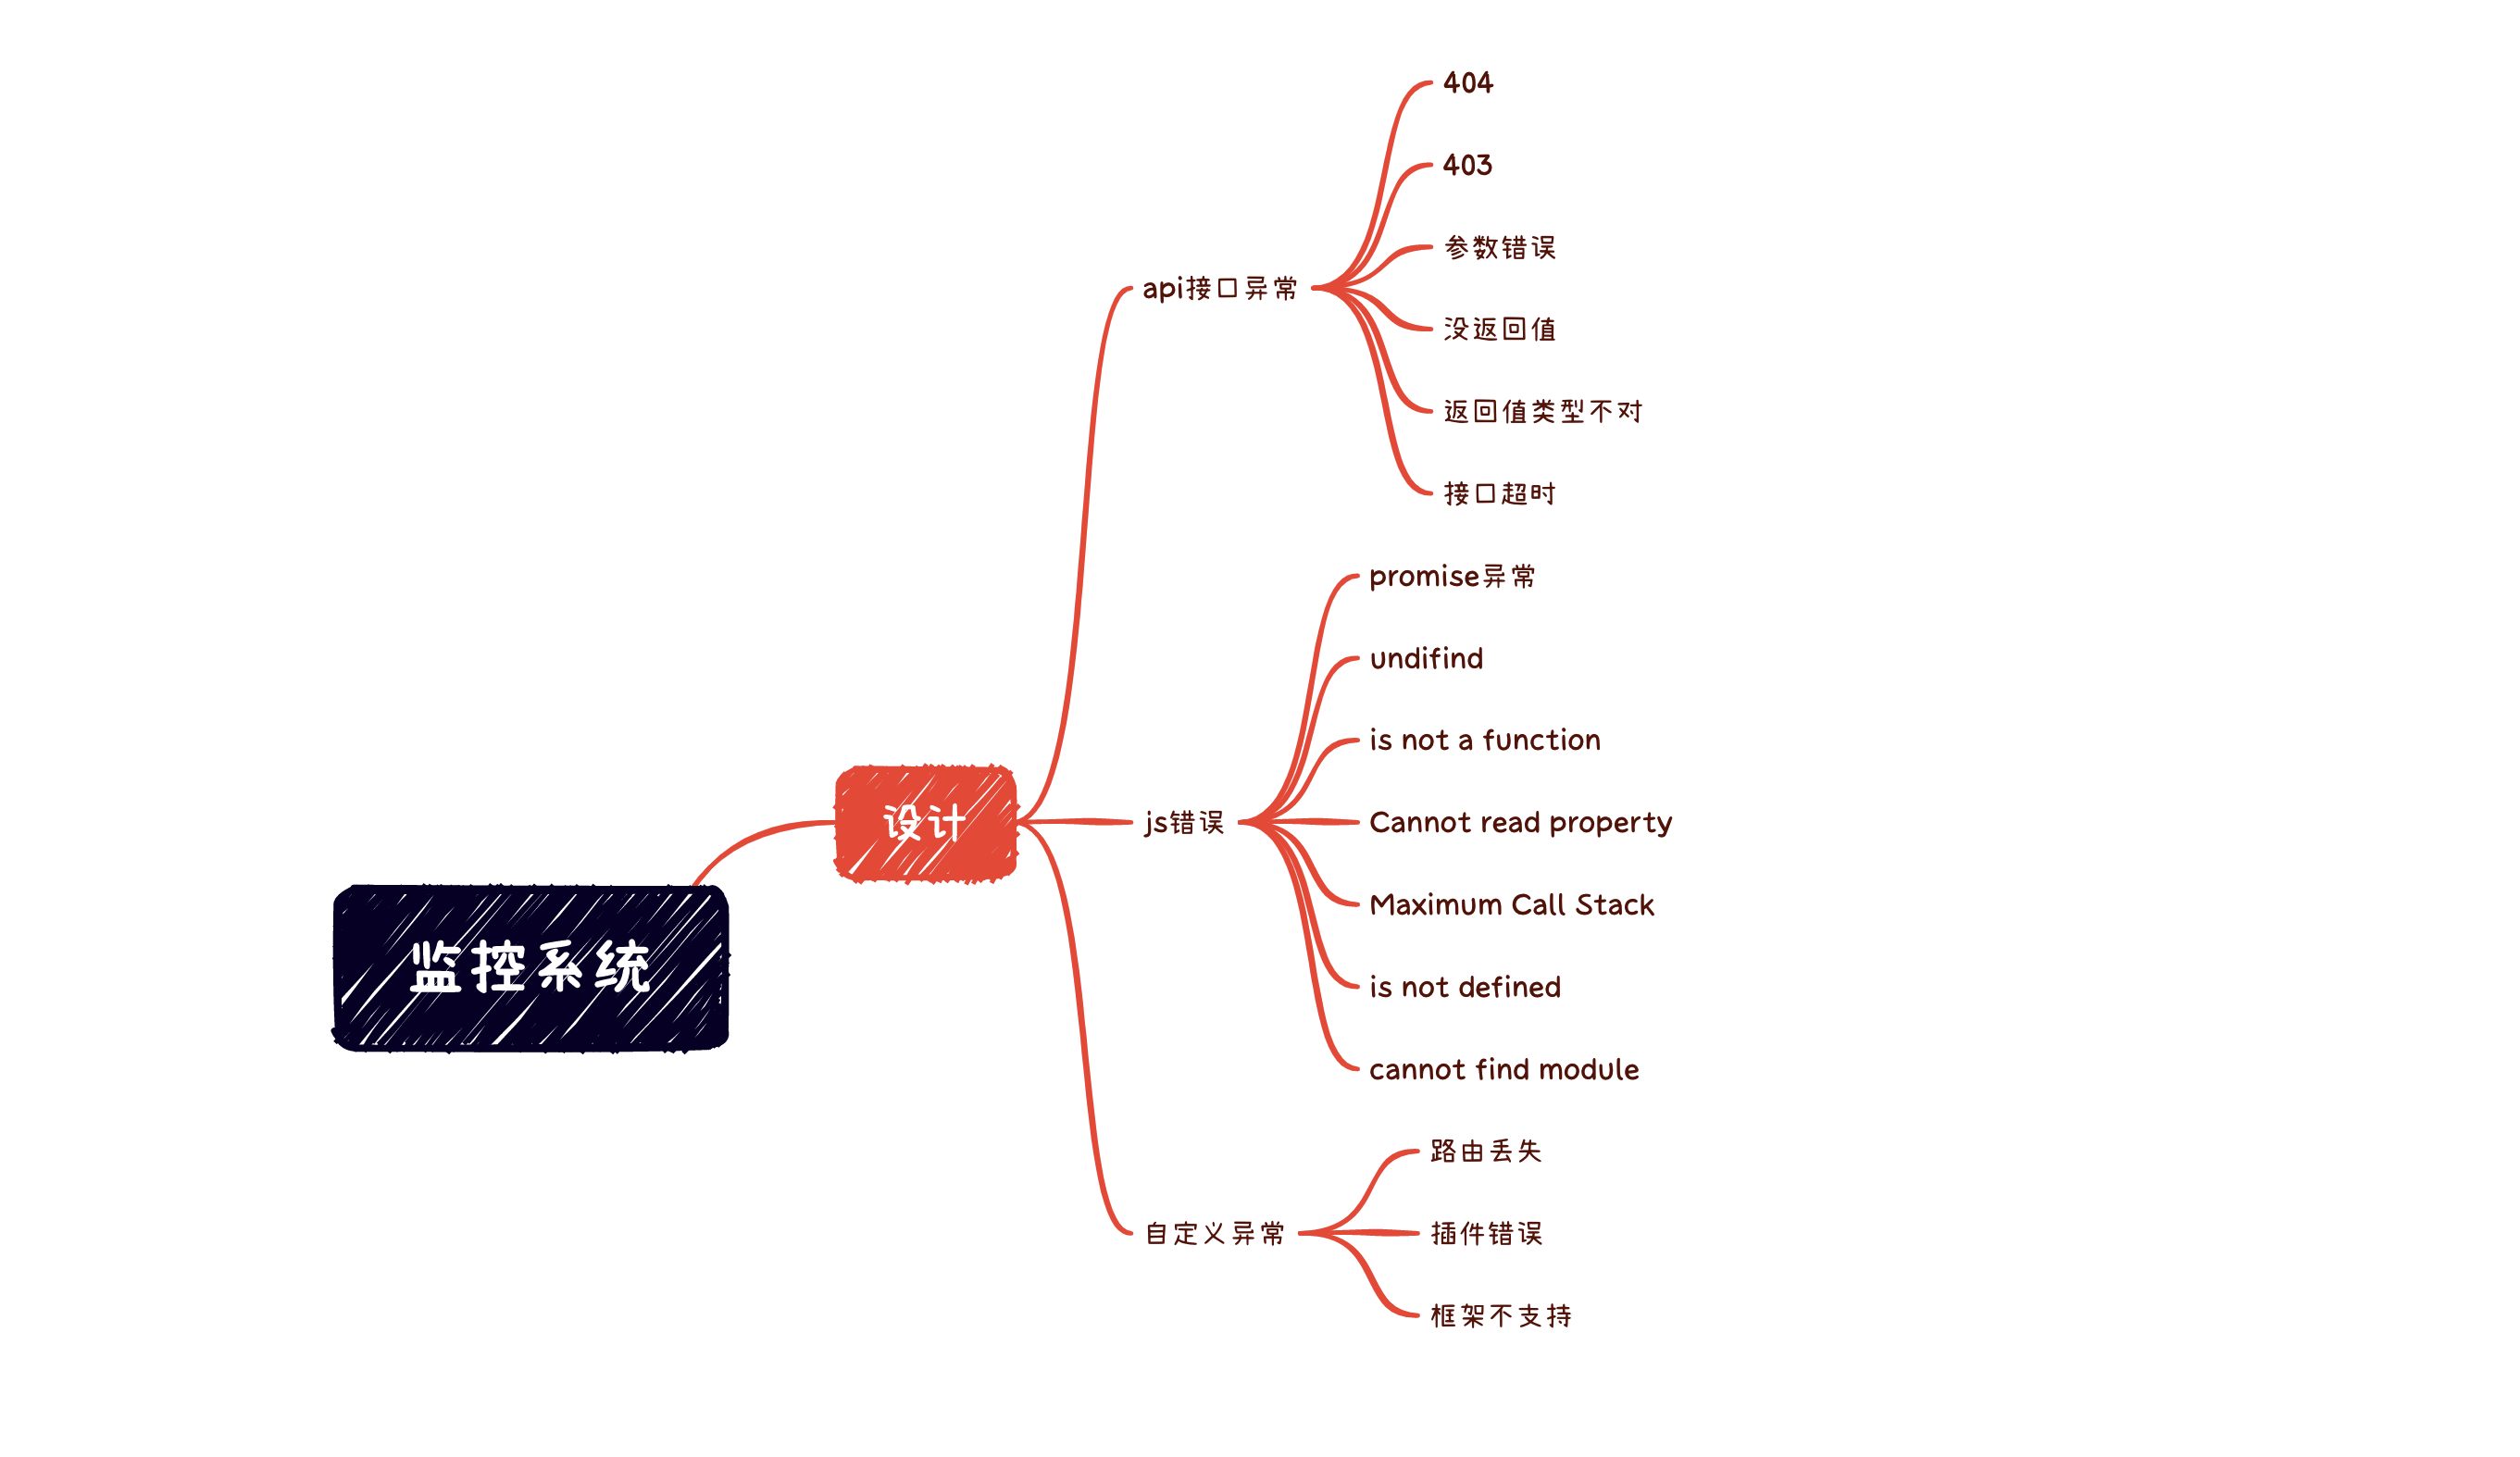 监控系统
设计
api接口异常
404
403
参数错误
没返回值
返回值类型不对
接口超时
js错误
promise异常
undifind
is not a function
Cannot read property
Maximum Call Stack
is not defined
cannot find module
自定义异常
路由丢失
插件错误
框架不支持